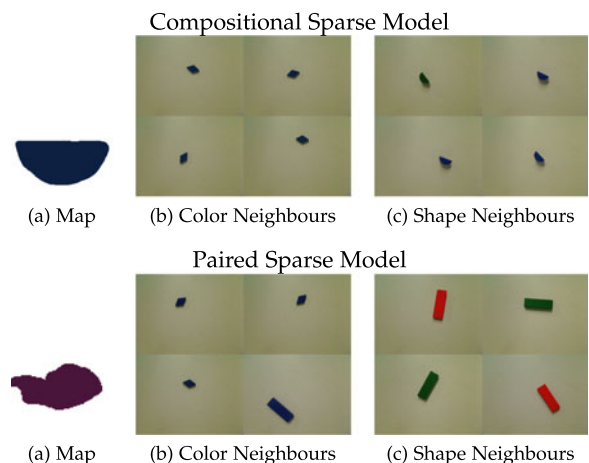 Compositional Sparse Model
(a) Map
(b) Color Neighbours
(c) Shape Neighbours
Paired Sparse Model
(a) Map
(b) Color Neighbours
(c) Shape Neighbours